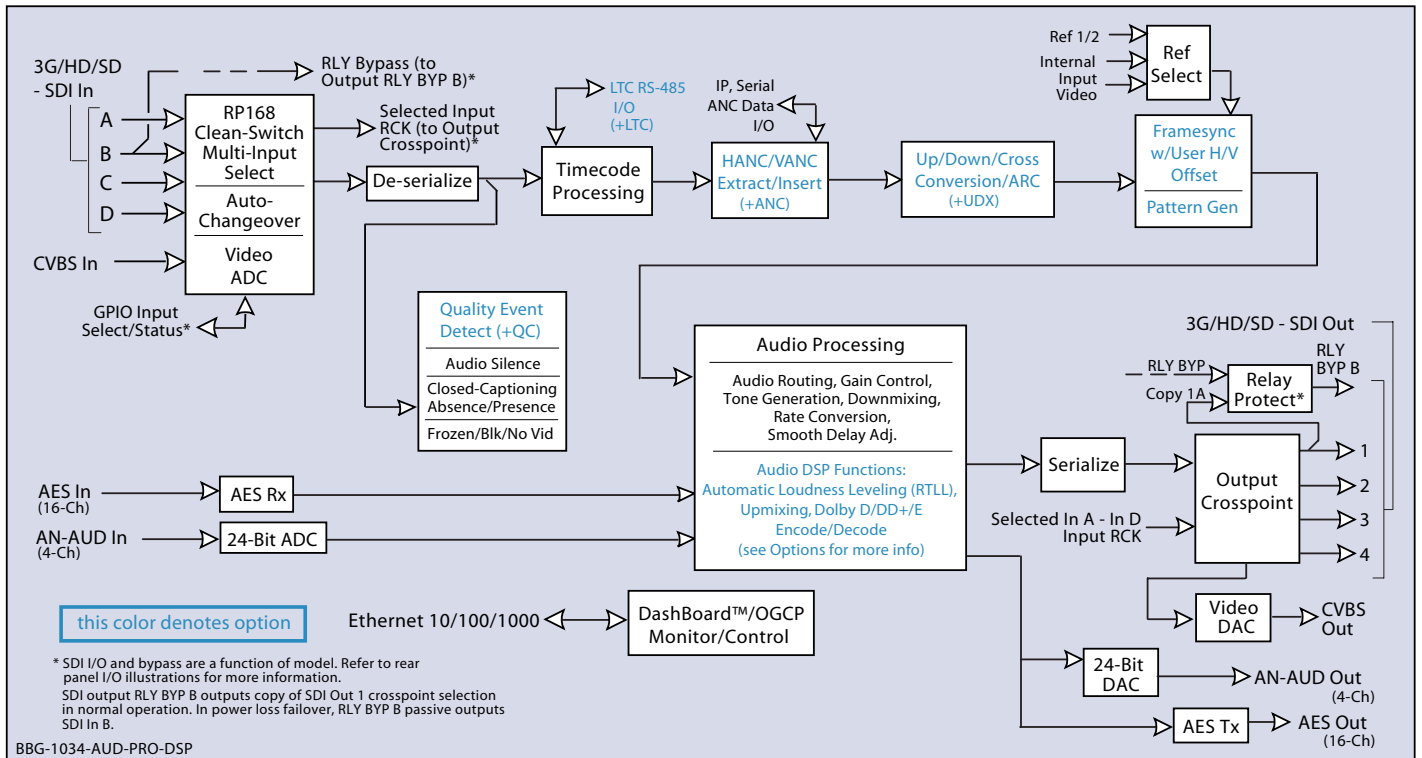 3G/HD/SD
- SDI In
A
B
C
D
CVBS In
GPIO Input
Select/Status*
RP168
Clean-Switch
Multi-Input
Select
Auto-
Changeover
Video
ADC
RLY Bypass (to
Output RLY BYP B)*
Selected Input
RCK (to Output
Crosspoint)*
De-serialize
LTC RS-485
I/O
(+LTC)
Timecode
Processing
IP, Serial
ANC Data
I/O
HANC/VANC
Extract/Insert
(+ANC)
Up/Down/Cross
Conversion/ARC
(+UDX)
Ref 1/2
Internal
Input
Video
Ref
Select
Framesync
w/User H/V
Offset
Pattern Gen
Quality Event
Detect (+QC)
Audio Silence
Closed-Captioning
Absence/Presence
Frozen/Blk/No Vid
AES In
(16-Ch)
AES Rx
AN-AUD In
(4-Ch)
24-Bit ADC
Audio Processing
Audio Routing, Gain Control,
Tone Generation, Downmixing,
Rate Conversion,
Smooth Delay Adj.
Audio DSP Functions:
Automatic Loudness Leveling (RTLL),
Upmixing, Dolby D/DD+/E
Encode/Decode
(see Options for more info)
3G/HD/SD - SDI Out
RLY BYP
Copy 1A
Relay
Protect*
RLY
BYP B
Serialize
Selected In A - In D
Input RCK
Output
Crosspoint
1
2
3
4
Video
DAC
CVBS
Out
24-Bit
DAC
AN-AUD Out
(4-Ch)
AES Tx
AES Out
(16-Ch)
this color denotes option
Ethernet 10/100/1000
DashBoard™/OGCP
Monitor/Control
* SDI I/O and bypass are a function of model. Refer to rear
panel I/O illustrations for more information.
SDI output RLY BYP B outputs copy of SDI Out 1 crosspoint selection
in normal operation. In power loss failover, RLY BYP B passive outputs
SDI In B.
BBG-1034-AUD-PRO-DSP